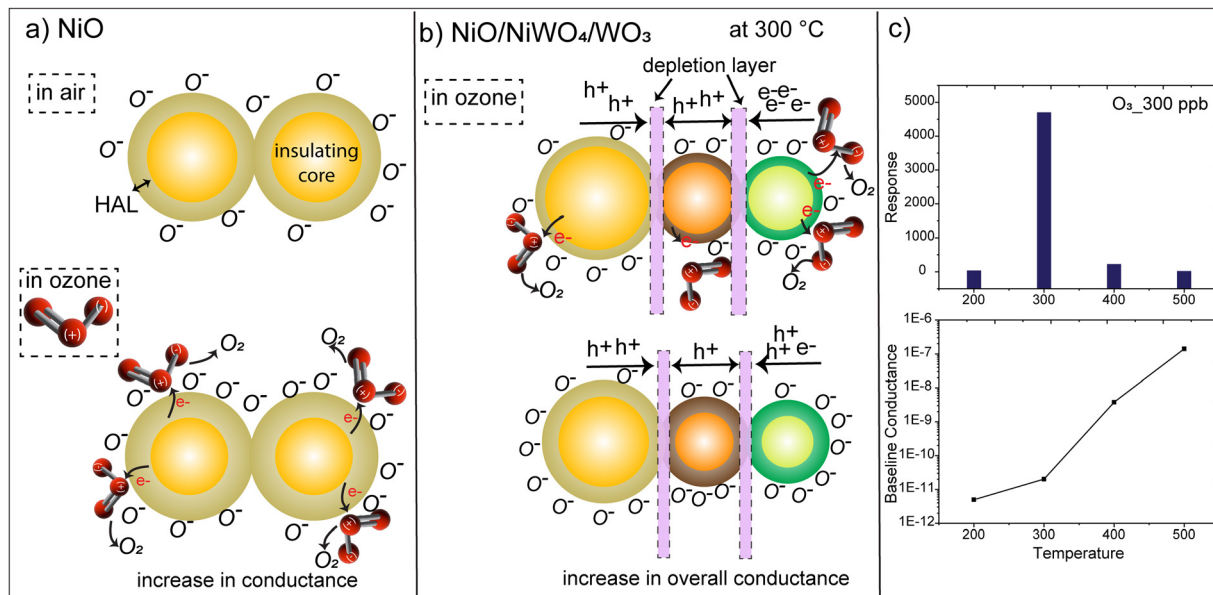 a) NiO
in air
O⁻ O⁻ O⁻ O⁻
O⁻ O⁻
insulating
core
O⁻ O⁻
HAL
O⁻ O⁻ O⁻ O⁻
in ozone
(-)
(+)
O₂ O₂
(-) (+) (+) (-)
O⁻ O⁻ O⁻ O⁻ O⁻ O⁻
e- e-
O⁻ O⁻
(-) (+) e- e-
O⁻ O⁻
O₂ O⁻ O⁻ O⁻ O⁻ (+) (-)
O₂
increase in conductance
b) NiO/NiWO₄/WO₃ at 300 °C
depletion layer
in ozone
h+ h+ h+ h+ e-e-
e- e-
O⁻ O⁻ O⁻ O⁻ O⁻ O⁻ O⁻
(+) (-)
e- O₂
(-) (+) e- e- e-
O₂ O⁻ O⁻ O⁻ O⁻ O⁻ O⁻ O⁻
(+) (-) (+) (-) O₂
h+ h+ h+ h+
h+ e-
O⁻ O⁻ O⁻ O⁻ O⁻ O⁻ O⁻
O⁻ O⁻ O⁻ O⁻
O⁻ O⁻ O⁻ O⁻ O⁻ O⁻ O⁻ O⁻
increase in overall conductance
c)
O₃_300 ppb
Response
5000
4000
3000
2000
1000
0
200 300 400 500
Baseline Conductance
1E-6
1E-7
1E-8
1E-9
1E-10
1E-11
1E-12
200 300 400 500
Temperature